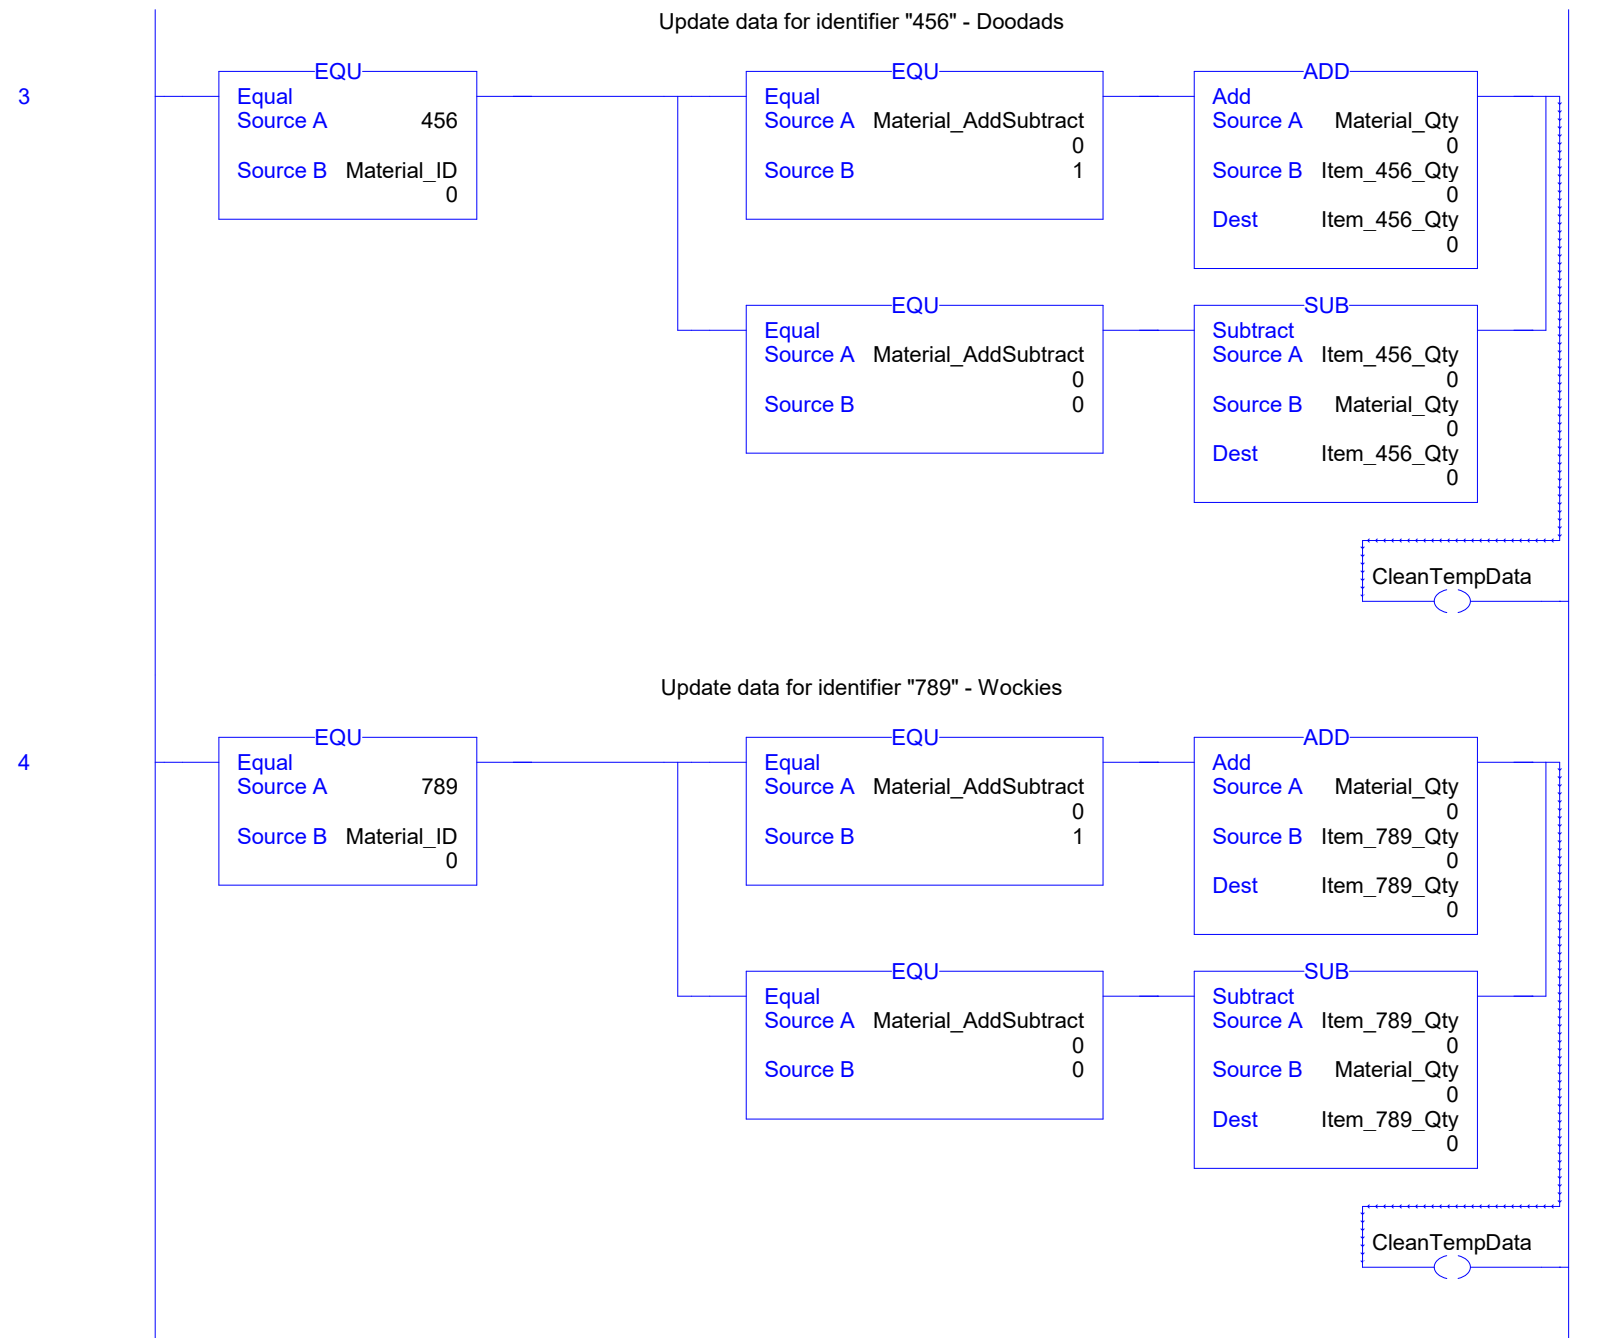 Update data for identifier "456" - Doodads
3
EQU
Equal
Source A 456
Source B Material_ID
0
EQU
Equal
Source A Material_AddSubtract
0
Source B 1
ADD
Add
Source A Material_Qty
0
Source B Item_456_Qty
0
Dest Item_456_Qty
0
EQU
Equal
Source A Material_AddSubtract
0
Source B 0
SUB
Subtract
Source A Item_456_Qty
0
Source B Material_Qty
0
Dest Item_456_Qty
0
CleanTempData
Update data for identifier "789" - Wockies
4
EQU
Equal
Source A 789
Source B Material_ID
0
EQU
Equal
Source A Material_AddSubtract
0
Source B 1
ADD
Add
Source A Material_Qty
0
Source B Item_789_Qty
0
Dest Item_789_Qty
0
EQU
Equal
Source A Material_AddSubtract
0
Source B 0
SUB
Subtract
Source A Item_789_Qty
0
Source B Material_Qty
0
Dest Item_789_Qty
0
CleanTempData